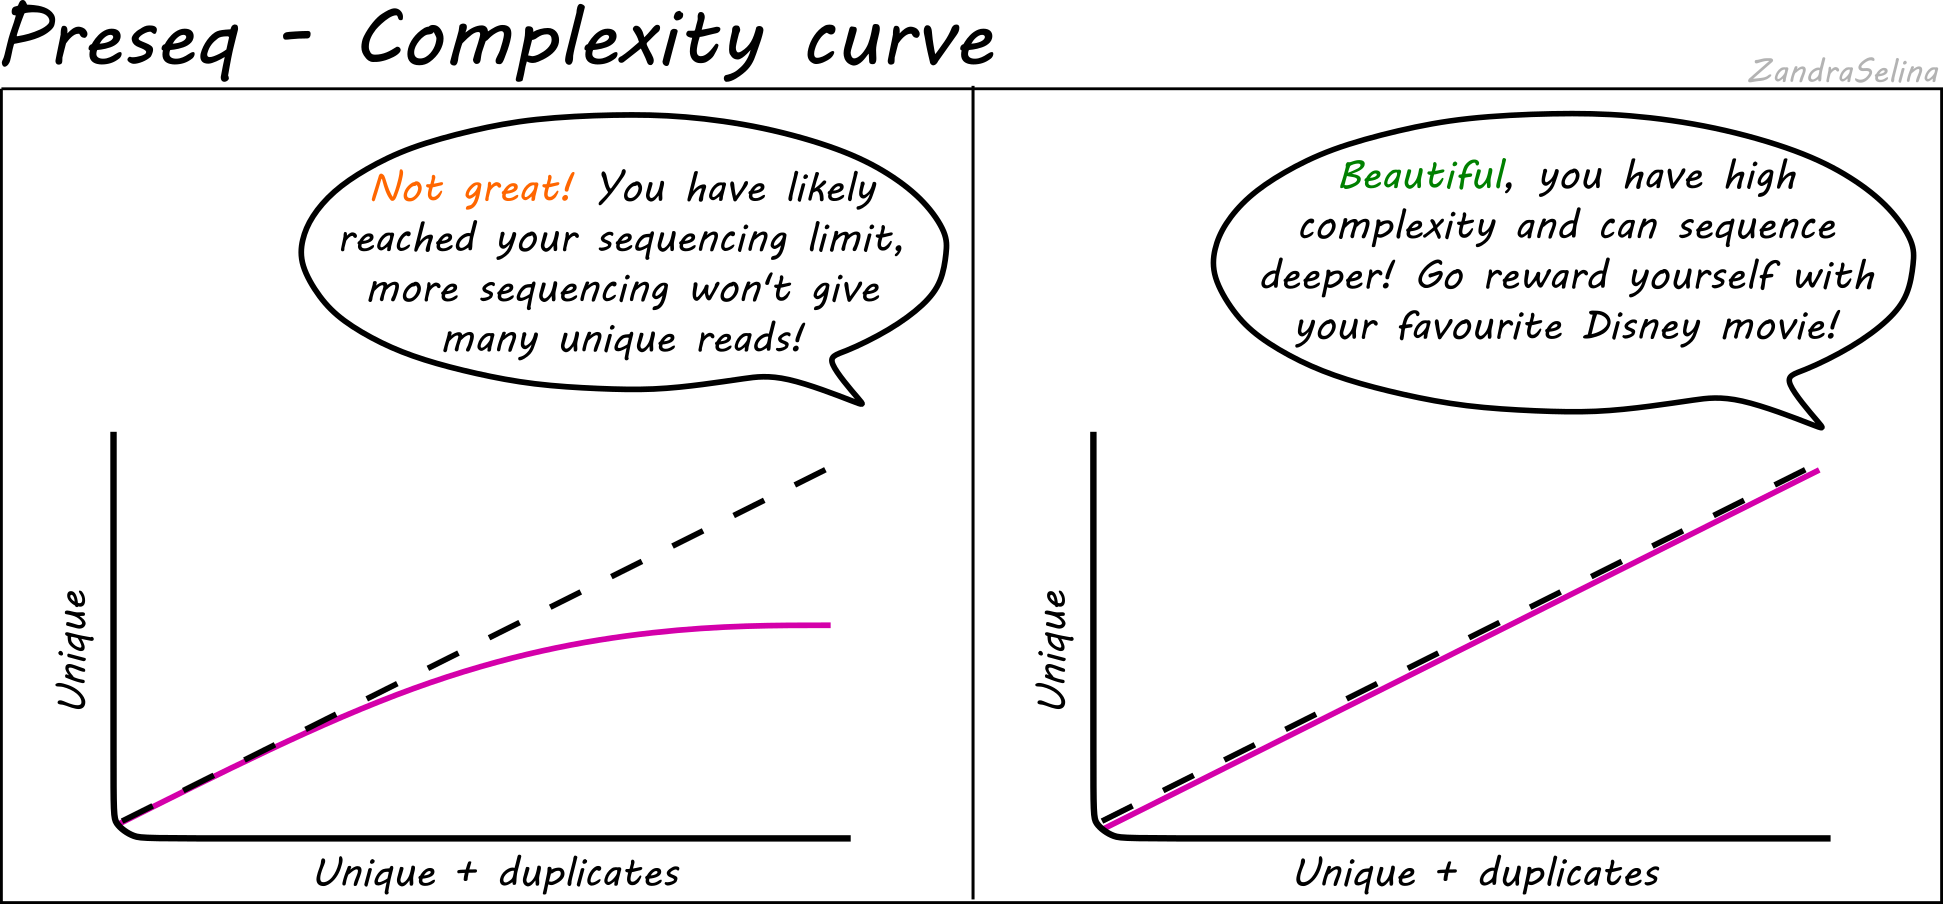 Preseq - Complexity curve
ZandraSelina
Not great! You have likely
reached your sequencing limit,
more sequencing won't give
many unique reads!
Unique
Unique + duplicates
Beautiful, you have high
complexity and can sequence
deeper! Go reward yourself with
your favourite Disney movie!
Unique
Unique + duplicates